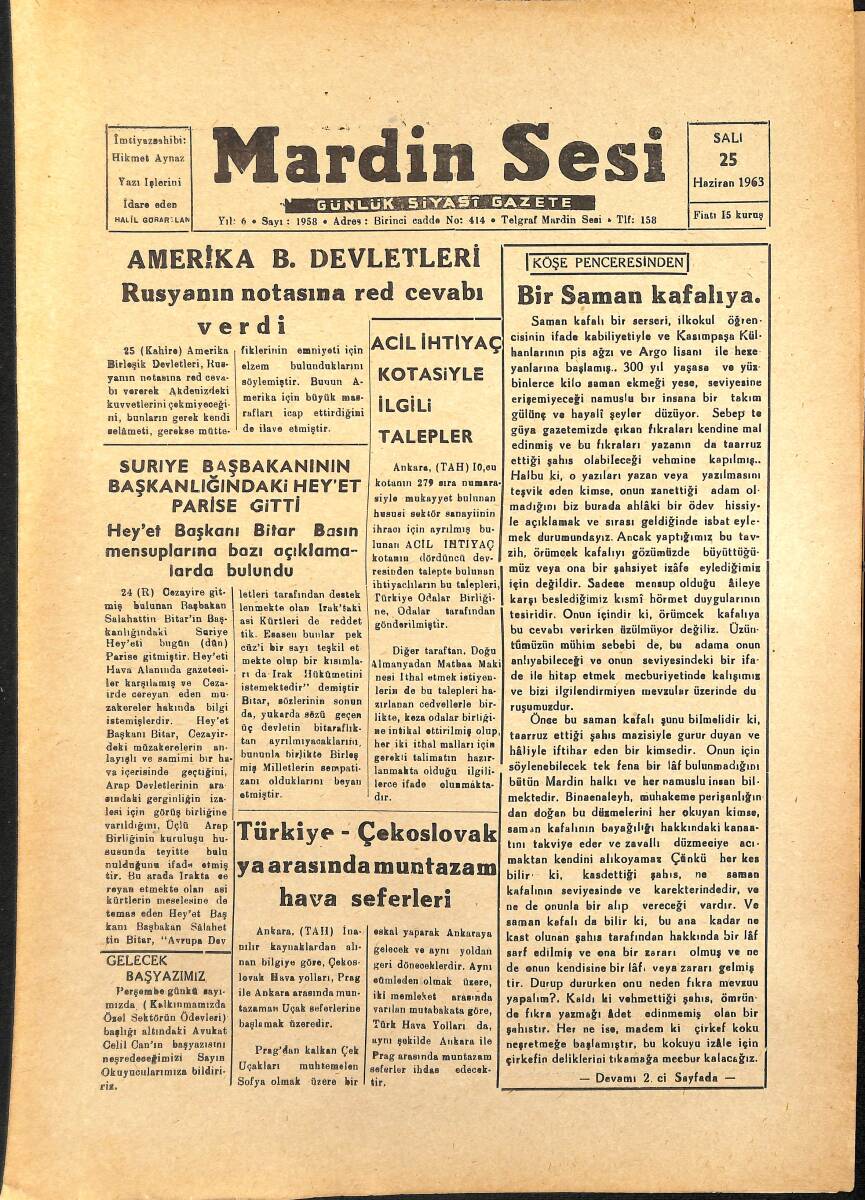 İmtiyazsahibi:
Hikmet Aynaz
Yazı İşlerini
İdare eden
HALİL GÖRARSLAN
Mardin Sesi
GÜNLÜK SİYASİ GAZETE
Yıl: 6 • Sayı : 1958 • Adres : Birinci cadde No: 414 • Telgraf Mardin Sesi • Tlf: 158
SALI
25
Haziran 1963
Fiatı 15 kuruş
AMERİKA B. DEVLETLERİ
Rusyanın notasına red cevabı
verdi
25 (Kahire) Amerika
Birleşik Devletleri, Rus-
yanın notasına red ceva-
bı vererek Akdenizdeki
kuvvetlerini çekmiyeceği-
ni, bunların gerek kendi
selâmeti, gerekse mütte-
fiklerinin emniyeti için
elzem bulunduklarını
söylemiştir. Bunun A-
merika için büyük mas-
rafları icap ettirdiğini
de ilave etmiştir.
SURIYE BAŞBAKANININ
BAŞKANLIĞINDAKİ HEY'ET
PARİSE GİTTİ
Hey'et Başkanı Bitar Basın
mensuplarına bazı açıklama-
larda bulundu
24 (R) Cezayire git-
miş bulunan Başbakan
Salahattin Bitar'in Baş-
kanlığındaki Suriye
Hey'eti bugün (dün)
Parise gitmiştir. Hey'eti
Hava Alanında gazeteci-
ler karşılamış ve Ceza-
irde cereyan eden mu-
zakereler hakında bilgi
istemişlerdir. Hey'et
Başkanı Bitar, Cezayir-
deki müzakerelerin an-
layışlı ve samimi bir ha-
va içerisinde geçtiğini,
Arap Devletlerinin ara
sındaki gerginliğin iza-
lesi için görüş birliğine
varıldığını, Üçlü Arap
Birliğinin kuruluşu hu-
susunda teyitte bulu
nulduğunu ifade etmiş
tir. Bu arada Irakta ce
reyan etmekte olan asi
kürtlerin meselesine de
temas eden Hey'et Baş
kanı Başbakan Sâlahet
tin Bitar, “Avrupa Dev
letleri tarafından destek
lenmekte olan Irak'taki
asi Kürtleri de reddet
tik. Esasen bunlar pek
cüz'i bir sayı teşkil et
mekte olup bir kısımla-
rı da Irak Hükümetini
istemektedir” demiştir
Bitar, sözlerinin sonun
da, yukarda sözü geçen
üç devletin bitaraflık-
tan ayrılmıyacaklarını,
bununla birlikte Birleş
miş Milletlerin sempati-
zanı olduklarını beyan
etmiştir.
GELECEK
BAŞYAZIMIZ
Perşembe günkü sayı-
mızda (Kalkınmamızda
Özel Sektörün Ödevleri)
başlığı altındaki Avukat
Celil Can'ın başyazısını
neşredeceğimizi Sayın
Okuyucularımıza bildiri-
riz.
ACİL İHTİYAÇ
KOTASİYLE
İLGİLİ
TALEPLER
Ankara, (TAH) 10,cu
kotanın 279 sıra numara-
siyle mukayyet bulunan
hususi sektör sanayiinin
ihracı için ayrılmış bu-
lunan ACİL İHTİYAÇ
kotanın dördüncü dev-
resinden talepte bulunan
ihtiyaclıların bu talepleri,
Türkiye Odalar Birliği-
ne, Odalar tarafından
gönderilmiştir.
Diğer taraftan, Doğu
Almanyadan Matbaa Maki
nesi İthal etmek istiyen-
lerin de bu talepleri ha-
zırlanan cedvellerle bir-
likte, keza odalar birliği-
ne intikal ettirilmiş olup,
her iki ithal malları için
gerekli talimatın hazır-
lanmakta olduğu ilgili-
lerce ifade olunmakta-
dır.
Türkiye - Çekoslovak
ya arasında muntazam
hava seferleri
Ankara, (TAH) İna-
nılır kaynaklardan alı-
nan bilgiye göre, Çekos-
lovak Hava yolları, Prag
ile Ankara arasında mun-
tazaman Uçak seferlerine
başlamak üzeredir.
Prag'dan kalkan Çek
Uçakları muhtemelen
Sofya olmak üzere bir
eskal yaparak Ankaraya
gelecek ve aynı yoldan
geri döneceklerdir. Aynı
cümleden olmak üzere,
iki memleket arasında
varılan mutabakata göre,
Türk Hava Yolları da,
aynı şekilde Ankara ile
Prag arasında muntazam
seferler ihdas edecek-
tir.
KÖŞE PENCERESİNDEN
Bir Saman kafalıya.
Saman kafalı bir serseri, ilkokul öğren-
cisinin ifade kabiliyetiyle ve Kasımpaşa Kül-
hanlarının pis ağzı ve Argo lisanı ile heze
yanlarına başlamış.. 300 yıl yaşasa ve yüz-
binlerce kilo saman ekmeği yese, seviyesine
erişemiyeceği namuslu bir insana bir takım
gülünç ve hayalî şeyler düzüyor. Sebep te
güya gazetemizde çıkan fıkraları kendine mal
edinmiş ve bu fıkraları yazanın da taarruz
ettiği şahıs olabileceği vehmine kapılmış..
Halbu ki, o yazıları yazan veya yazılmasını
teşvik eden kimse, onun zanettiği adam ol-
madığını biz burada ahlâki bir ödev hissiy-
le açıklamak ve sırası geldiğinde isbat eyle-
mek durumundayız. Ancak yaptığımız bu tav-
zih, örümcek kafalıyı gözümüzde büyüttüğü-
müz veya ona bir şahsiyet izâfe eylediğimiz
için değildir. Sadece mensup olduğu Âileye
karşı beslediğimiz kısmî hörmet duygularının
tesiridir. Onun içindir ki, örümcek kafalıya
bu cevabı verirken üzülmüyor değiliz. Üzün-
tümüzün mühim sebebi de, bu adama onun
anlıyabileceği ve onun seviyesindeki bir ifa-
de ile hitap etmek mecburiyetinde kalışımız
ve bizi ilgilendirmiyen mevzular üzerinde du
ruşumuzdur.
Önce bu saman kafalı şunu bilmelidir ki,
taarruz ettiği şahıs mazisiyle gurur duyan ve
hâliyle iftihar eden bir kimsedir. Onun için
söylenebilecek tek fena bir lâf bulunmadığını
bütün Mardin halkı ve her namuslu insan bil-
mektedir. Binaenaleyh, muhakeme perişanlığın-
dan doğan bu düzmelerini her okuyan kimse,
saman kafalının bayağılığı hakkındaki kanaa-
tını takviye eder ve zavallı düzmeciye acı-
maktan kendini alıkoyamaz Çünkü her kes
bilir ki, kasdettiği şahıs, ne saman
kafalının seviyesinde ve karekterindedir, ve
ne de onunla bir alıp vereceği vardır. Ve
saman kafalı da bilir ki, bu ana kadar ne
kast olunan şahıs tarafından hakkında bir lâf
sarf edilmiş ve ona bir zararı olmuş ve ne
de onun kendisine bir lâfı veya zararı gelmiş
tir. Durup dururken onu neden fıkra mevzuu
yapalım?. Kaldı ki vehmettiği şahıs, ömrün-
de fıkra yazmağı âdet edinmemiş olan bir
şahıstır. Her ne ise, madem ki çirkef koku
neşretmeğe başlamıştır, bu kokuyu izâle için
çirkefin deliklerini tıkamağa mecbur kalacağız.
— Devamı 2. ci Sayfada —